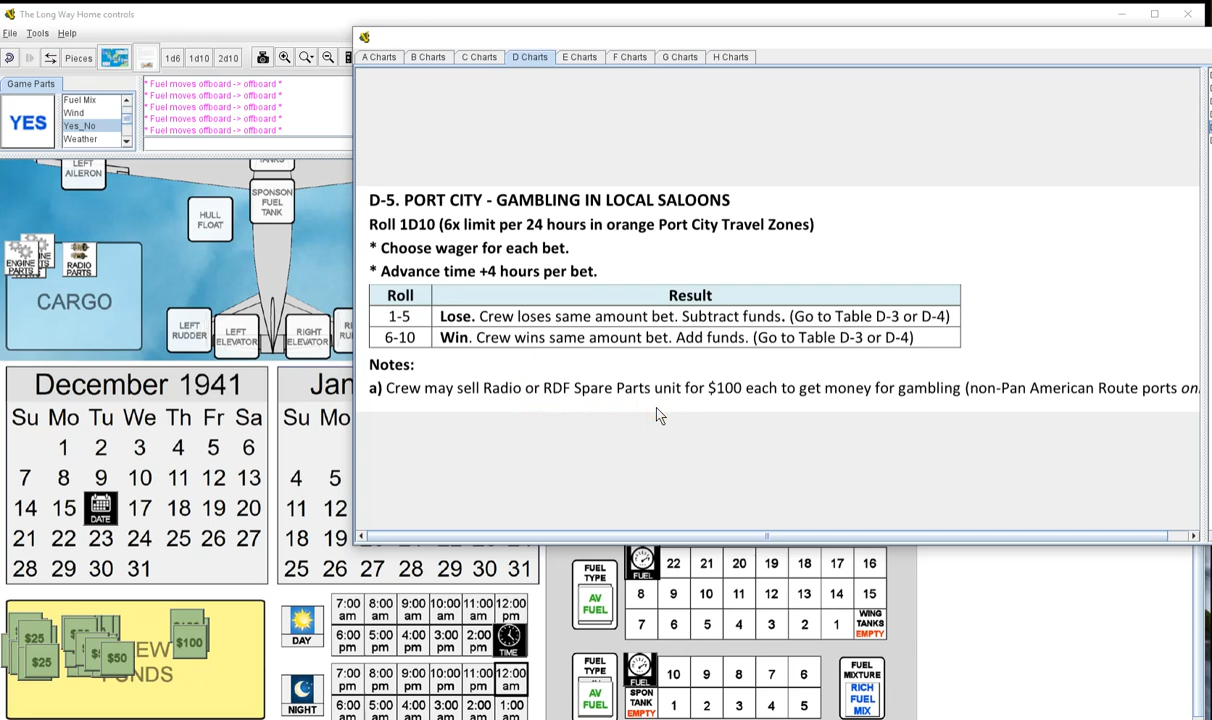 The Long Way Home controls
File Tools Help
Pieces 1d6 1d10 2d10
Game Parts
YES
Fuel Mix
Wind
Yes_No
Weather
* Fuel moves offboard -> offboard *
* Fuel moves offboard -> offboard *
* Fuel moves offboard -> offboard *
* Fuel moves offboard -> offboard *
* Fuel moves offboard -> offboard *
A Charts B Charts C Charts D Charts E Charts F Charts G Charts H Charts
D-5. PORT CITY - GAMBLING IN LOCAL SALOONS
Roll 1D10 (6x limit per 24 hours in orange Port City Travel Zones)
* Choose wager for each bet.
* Advance time +4 hours per bet.
Roll Result
1-5 Lose. Crew loses same amount bet. Subtract funds. (Go to Table D-3 or D-4)
6-10 Win. Crew wins same amount bet. Add funds. (Go to Table D-3 or D-4)
Notes:
a) Crew may sell Radio or RDF Spare Parts unit for $100 each to get money for gambling (non-Pan American Route ports on
LEFT
AILERON
TANKS
SPONSON
FUEL
TANK
HULL
FLOAT
ENGINE
PARTS
RADIO
PARTS
CARGO
LEFT
RUDDER
LEFT
ELEVATOR
RIGHT
ELEVATOR
December 1941
Su Mo Tu We Th Fr Sa
1 2 3 4 5 6
7 8 9 10 11 12 13
14 15 DATE 17 18 19 20
21 22 23 24 25 26 27
28 29 30 31
Jan
Su Mo
4 5
11 12
18 19
25 26 27 28 29 30 31
$25
$25
$50
$100
DAY
7:00 am 8:00 am 9:00 am 10:00 am 11:00 am 12:00 pm
6:00 pm 5:00 pm 4:00 pm 3:00 pm 2:00 pm TIME
NIGHT
7:00 pm 8:00 pm 9:00 pm 10:00 pm 11:00 pm 12:00 am
6:00 5:00 4:00 3:00 2:00 1:00
FUEL
TYPE
AV
FUEL
FUEL 22 21 20 19 18 17 16
8 9 10 11 12 13 14 15
7 6 5 4 3 2 1 WING TANKS EMPTY
FUEL
TYPE
AV
FUEL
FUEL 10 9 8 7 6
SPON TANK EMPTY 1 2 3 4 5
FUEL
MIXTURE
RICH
FUEL
MIX